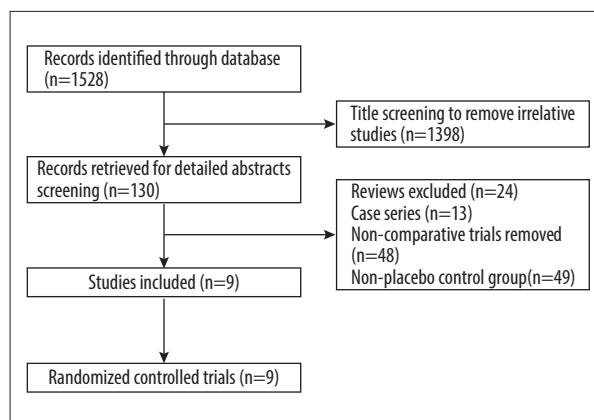 Records identified through database
(n=1528)
Title screening to remove irrelative
studies (n=1398)
Records retrieved for detailed abstracts
screening (n=130)
Reviews excluded (n=24)
Case series (n=13)
Non-comparative trials removed
(n=48)
Non-placebo control group(n=49)
Studies included (n=9)
Randomized controlled trials (n=9)